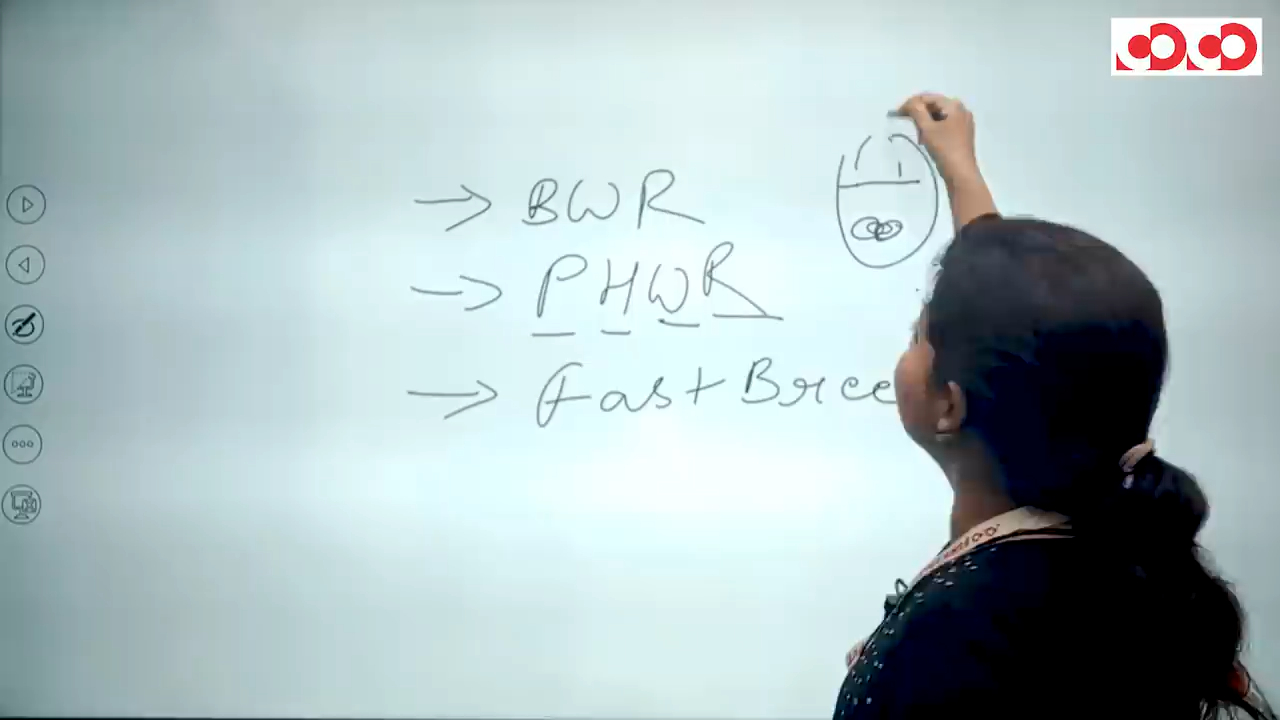 → BWR
→ PHWR
→ Fast Bree